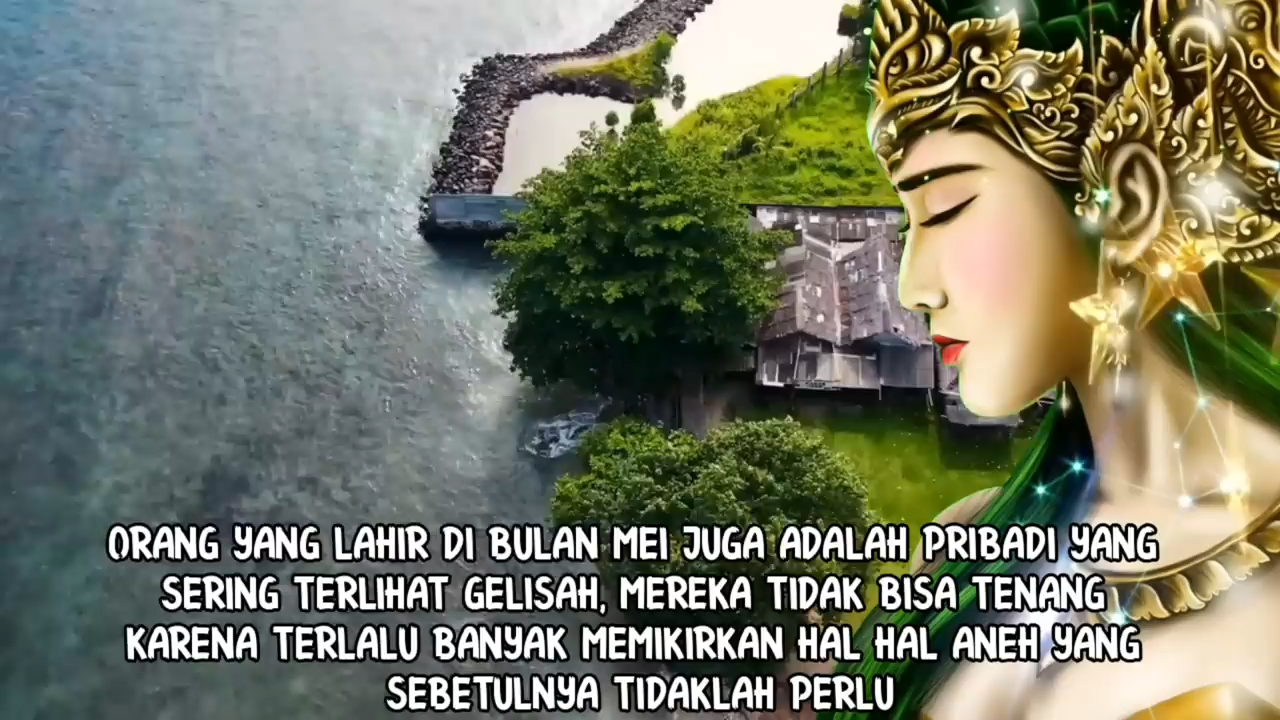 ORANG YANG LAHIR DI BULAN MEI JUGA ADALAH PRIBADI YANG
SERING TERLIHAT GELISAH, MEREKA TIDAK BISA TENANG
KARENA TERLALU BANYAK MEMIKIRKAN HAL HAL ANEH YANG
SEBETULNYA TIDAKLAH PERLU